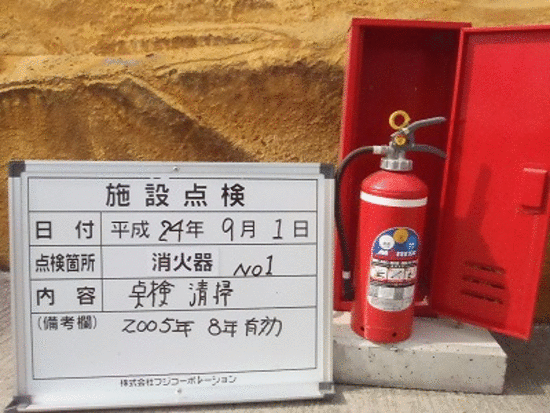 施設点検
日付 平成24年9月1日
点検箇所 消火器 No1
内容 点検 清掃
(備考欄) 2005年 8年有効
株式会社フジコーポレーション